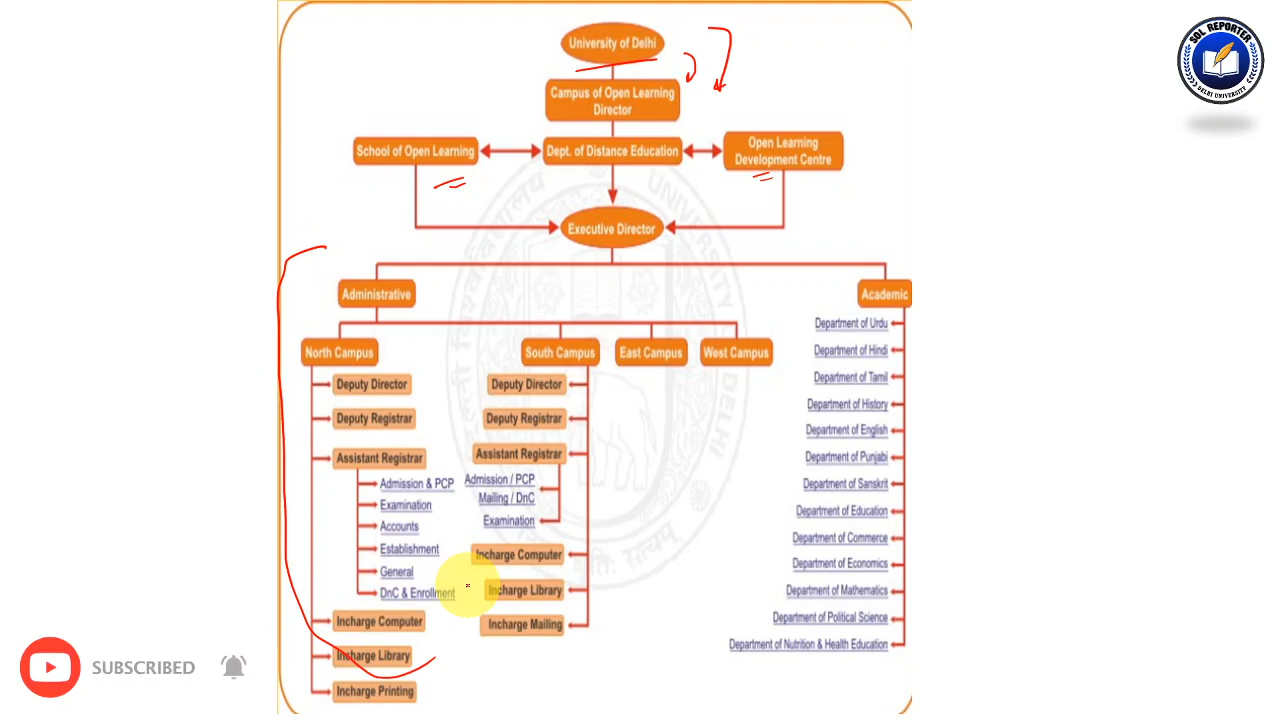 University of Delhi
Campus of Open Learning
Director
School of Open Learning
Dept. of Distance Education
Open Learning
Development Centre
Executive Director
Administrative
Academic
North Campus
South Campus
East Campus
West Campus
Deputy Director
Deputy Registrar
Assistant Registrar
Admission & PCP
Examination
Accounts
Establishment
General
DnC & Enrollment
Incharge Computer
Incharge Library
Incharge Printing
Deputy Director
Deputy Registrar
Assistant Registrar
Admission / PCP
Mailing / DnC
Examination
Incharge Computer
Incharge Library
Incharge Mailing
Department of Urdu
Department of Hindi
Department of Tamil
Department of History
Department of English
Department of Punjabi
Department of Sanskrit
Department of Education
Department of Commerce
Department of Economics
Department of Mathematics
Department of Political Science
Department of Nutrition & Health Education
SOL REPORTER
DELHI UNIVERSITY
SUBSCRIBED
UNIVERSITY OF DELHI